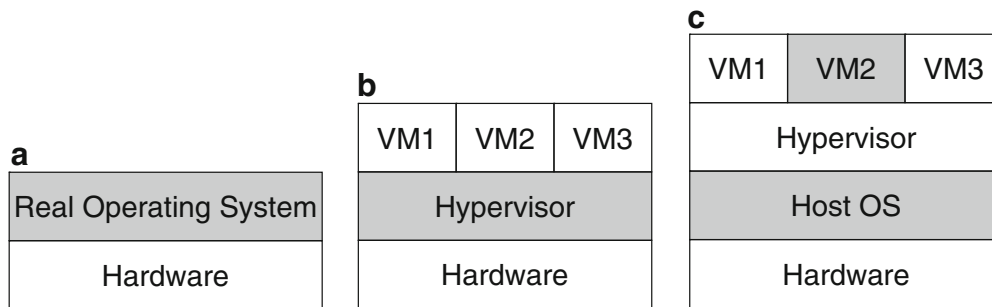 a
Real Operating System
Hardware
b
VM1 VM2 VM3
Hypervisor
Hardware
c
VM1 VM2 VM3
Hypervisor
Host OS
Hardware